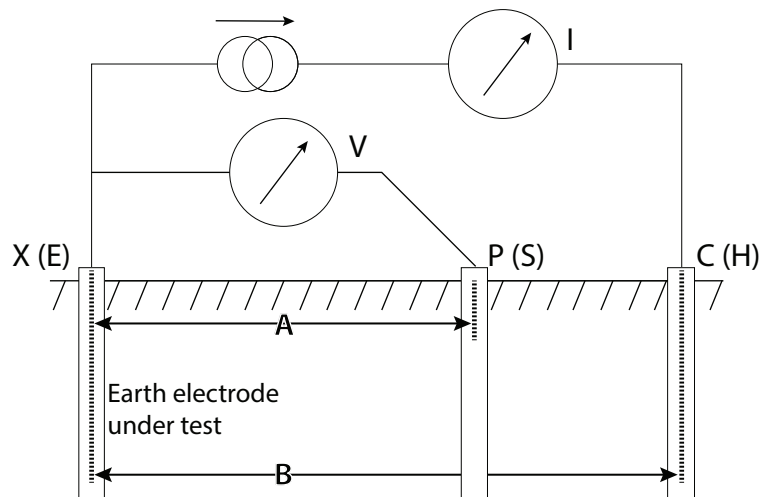 I
V
X (E)
P (S)
C (H)
A
Earth electrode
under test
B